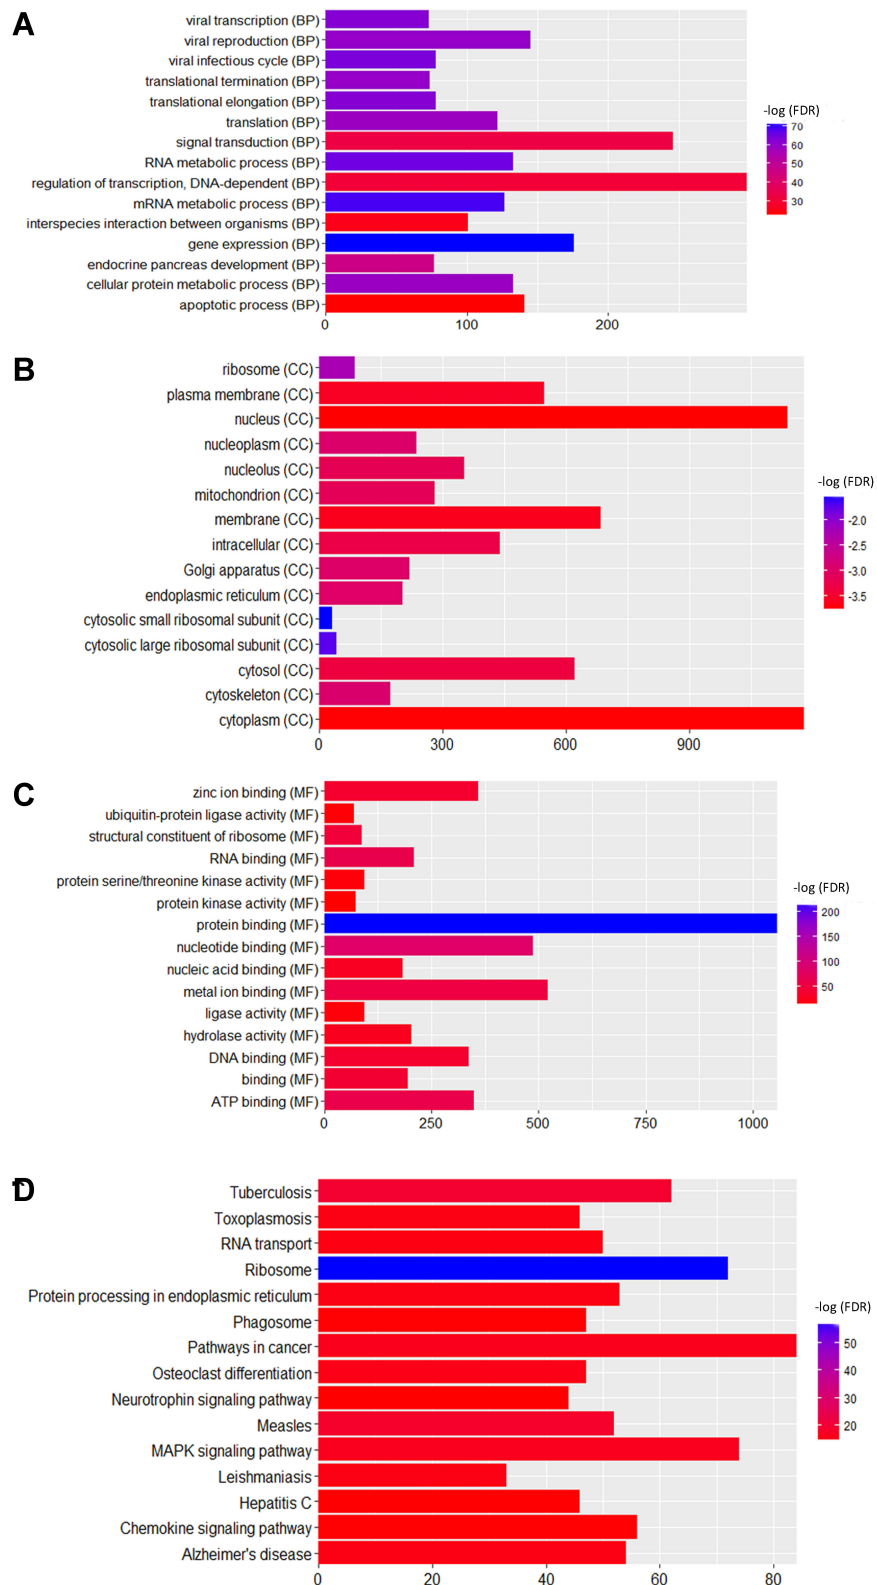 A
viral transcription (BP)
viral reproduction (BP)
viral infectious cycle (BP)
translational termination (BP)
translational elongation (BP)
translation (BP)
signal transduction (BP)
RNA metabolic process (BP)
regulation of transcription, DNA-dependent (BP)
mRNA metabolic process (BP)
interspecies interaction between organisms (BP)
gene expression (BP)
endocrine pancreas development (BP)
cellular protein metabolic process (BP)
apoptotic process (BP)
0 100 200
-log (FDR)
70
60
50
40
30
B
ribosome (CC)
plasma membrane (CC)
nucleus (CC)
nucleoplasm (CC)
nucleolus (CC)
mitochondrion (CC)
membrane (CC)
intracellular (CC)
Golgi apparatus (CC)
endoplasmic reticulum (CC)
cytosolic small ribosomal subunit (CC)
cytosolic large ribosomal subunit (CC)
cytosol (CC)
cytoskeleton (CC)
cytoplasm (CC)
0 300 600 900
-log (FDR)
-2.0
-2.5
-3.0
-3.5
C
zinc ion binding (MF)
ubiquitin-protein ligase activity (MF)
structural constituent of ribosome (MF)
RNA binding (MF)
protein serine/threonine kinase activity (MF)
protein kinase activity (MF)
protein binding (MF)
nucleotide binding (MF)
nucleic acid binding (MF)
metal ion binding (MF)
ligase activity (MF)
hydrolase activity (MF)
DNA binding (MF)
binding (MF)
ATP binding (MF)
0 250 500 750 1000
-log (FDR)
200
150
100
50
D
Tuberculosis
Toxoplasmosis
RNA transport
Ribosome
Protein processing in endoplasmic reticulum
Phagosome
Pathways in cancer
Osteoclast differentiation
Neurotrophin signaling pathway
Measles
MAPK signaling pathway
Leishmaniasis
Hepatitis C
Chemokine signaling pathway
Alzheimer's disease
0 20 40 60 80
-log (FDR)
50
40
30
20